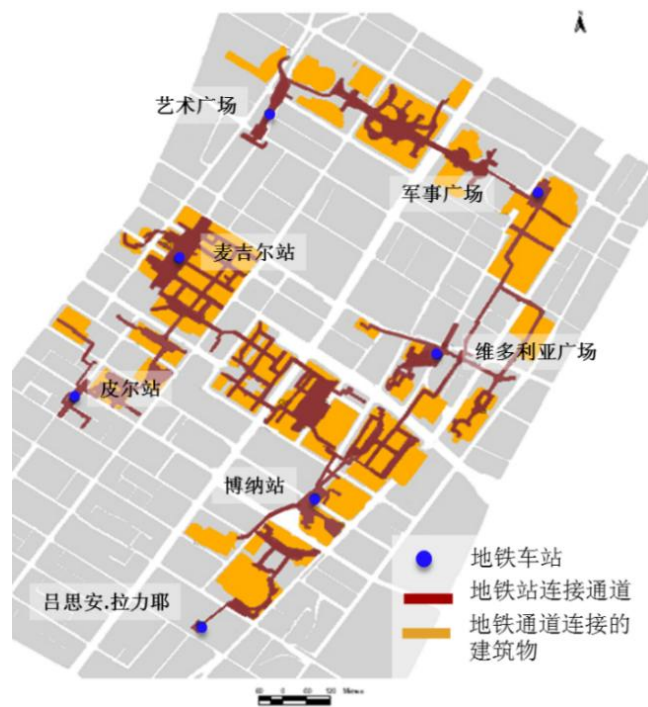 艺术广场
军事广场
麦吉尔站
维多利亚广场
皮尔站
博纳站
吕思安.拉力耶
地铁车站
地铁站连接通道
地铁通道连接的
建筑物